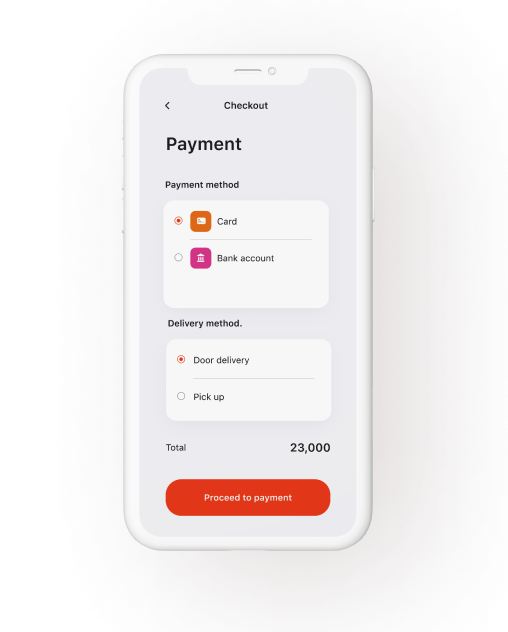 Checkout
Payment
Payment method
Card
Bank account
Delivery method.
Door delivery
Pick up
Total 23,000
Proceed to payment